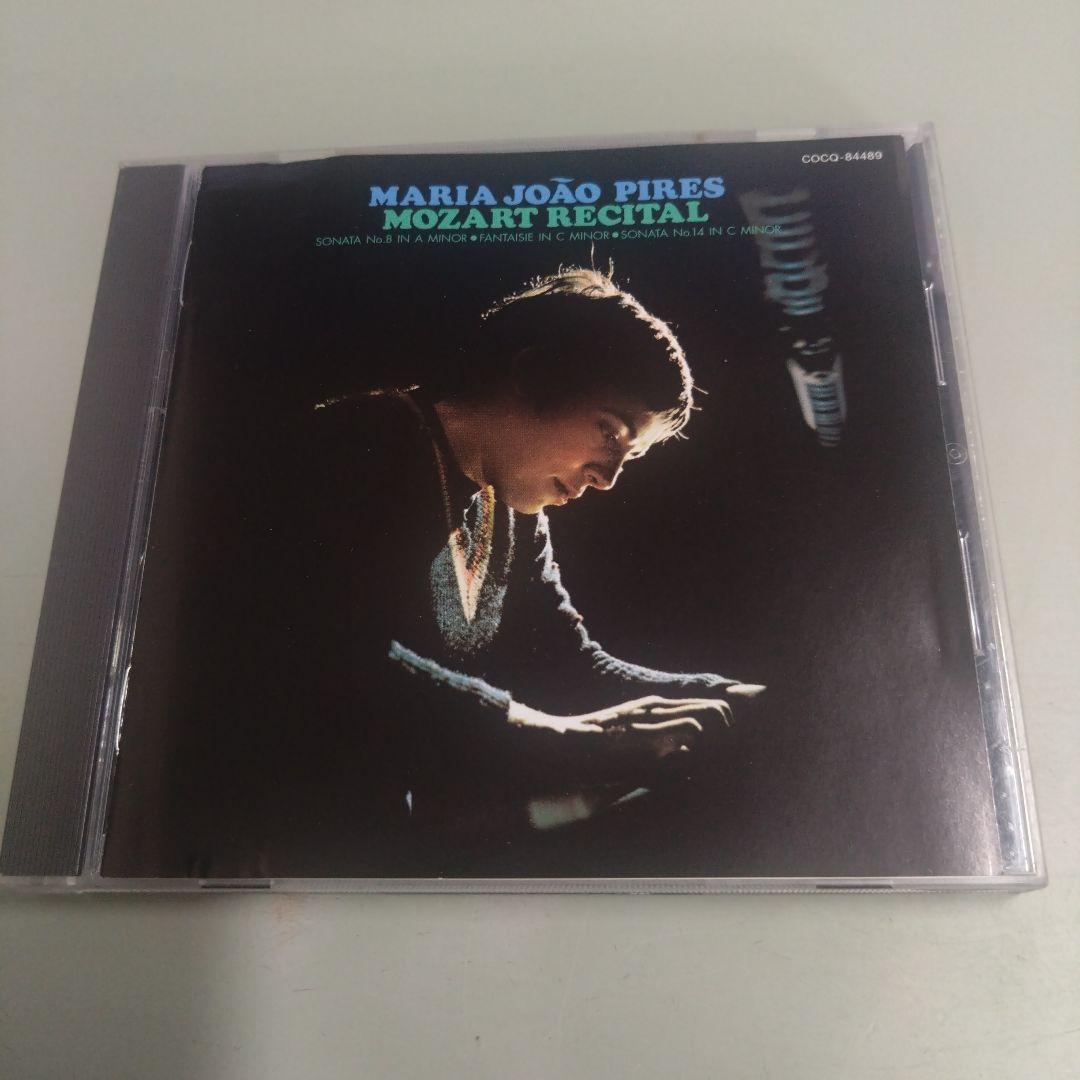 COCQ-84489
MARIA JOÃO PIRES
MOZART RECITAL
SONATA No.8 IN A MINOR ● FANTAISIE IN C MINOR ● SONATA No.14 IN C MINOR